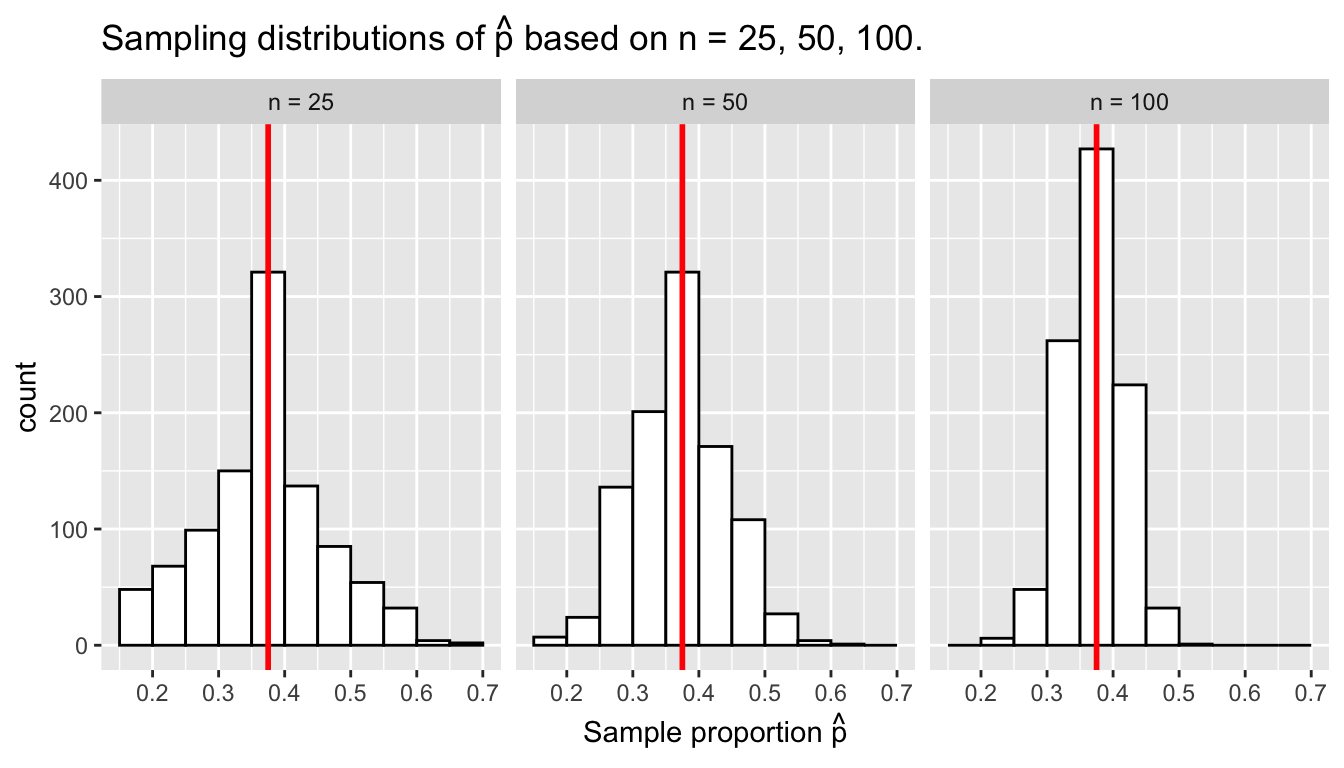 Sampling distributions of p̂ based on n = 25, 50, 100.
n = 25
n = 50
n = 100
count
400
300
200
100
0
0.2 0.3 0.4 0.5 0.6 0.7
0.2 0.3 0.4 0.5 0.6 0.7
0.2 0.3 0.4 0.5 0.6 0.7
Sample proportion p̂